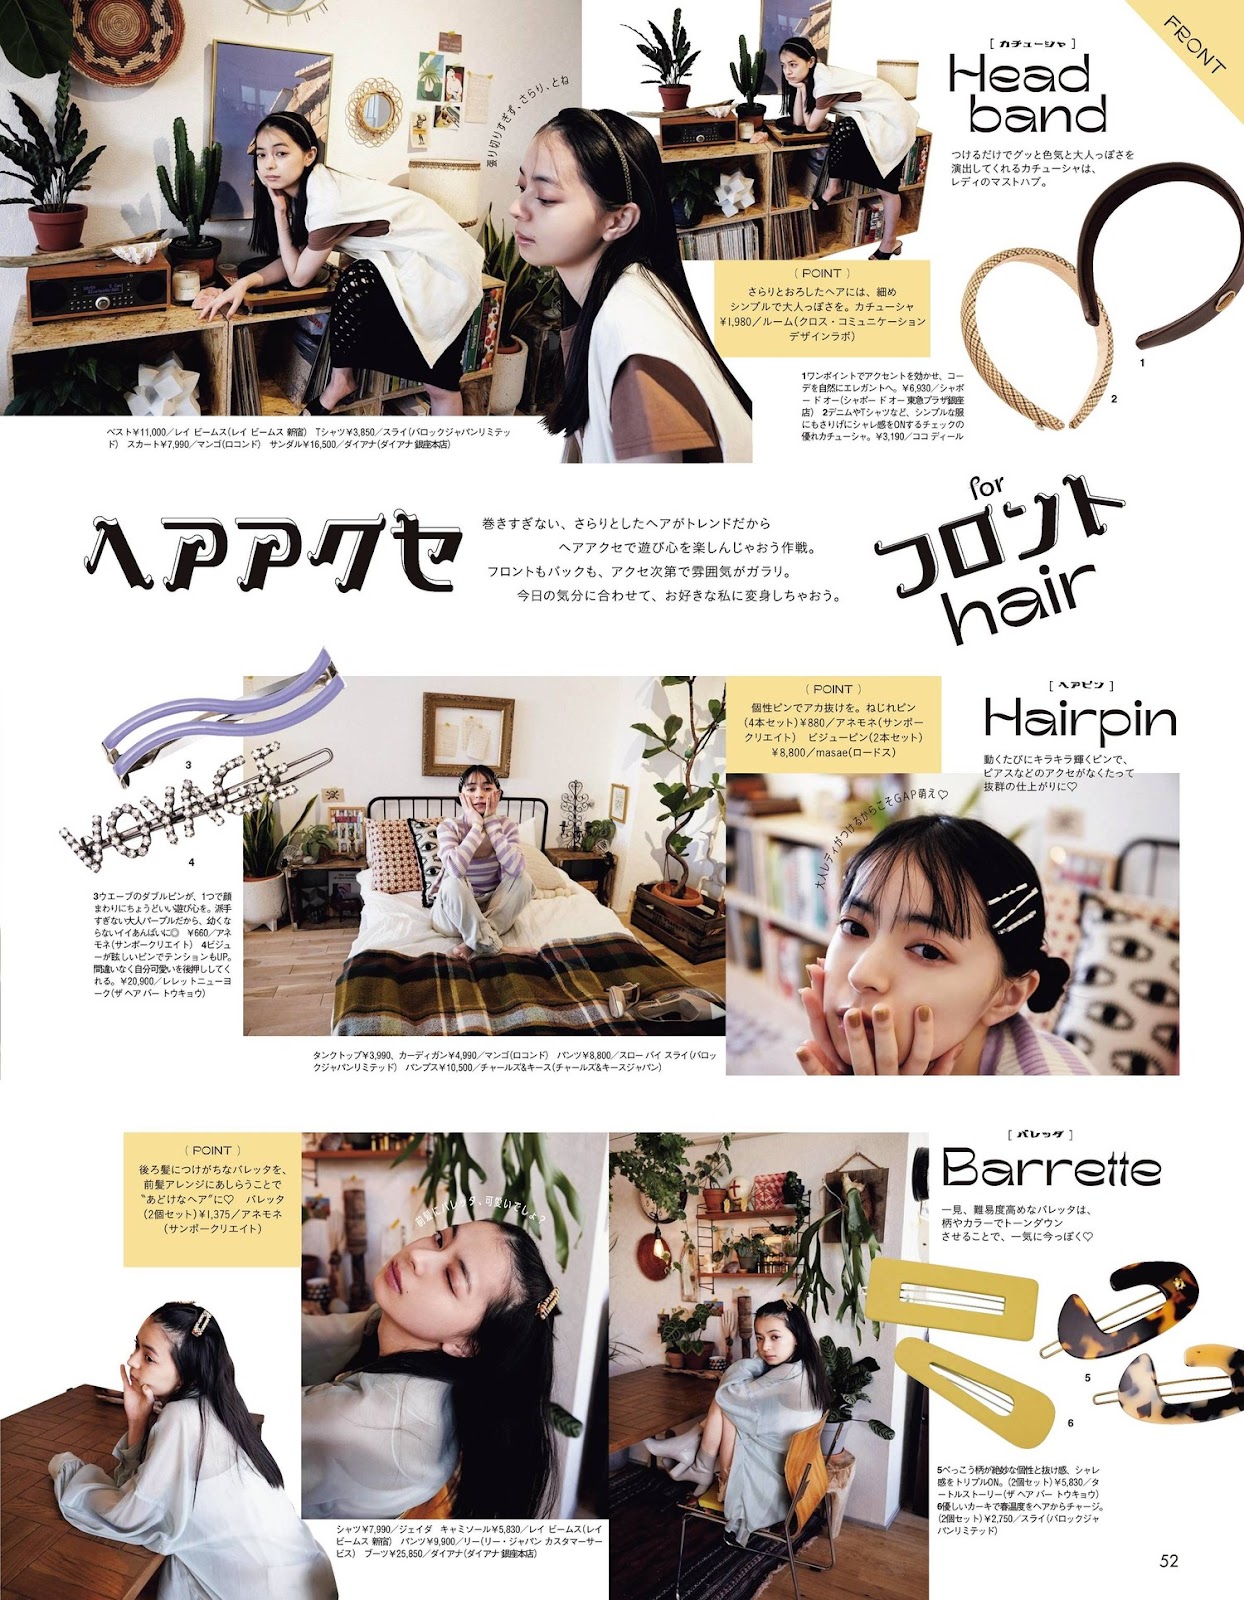 FRONT
[ カチューシャ ]
Head
band
つけるだけでグッと色気と大人っぽさを
演出してくれるカチューシャは、
レディのマストハブ。
張り切りすぎず、さらり、とね
( POINT )
さらりとおろしたヘアには、細め
シンプルで大人っぽさを。カチューシャ
¥1,980/ルーム(クロス・コミュニケーション
デザインラボ)
1
2
1ワンポイントでアクセントを効かせ、コー
デを自然にエレガントへ。¥6,930/シャポ
ー ド オー(シャポー ド オー 東急プラザ銀座
店) 2デニムやTシャツなど、シンプルな服
にもさりげにシャレ感をONするチェックの
優れカチューシャ。¥3,190/ココ ディール
ベスト¥11,000/レイ ビームス(レイ ビームス 新宿) Tシャツ¥3,850/スライ(バロックジャパンリミテッ
ド) スカート¥7,990/マンゴ(ロコンド) サンダル¥16,500/ダイアナ(ダイアナ 銀座本店)
ヘアアクセ
巻きすぎない、さらりとしたヘアがトレンドだから
ヘアアクセで遊び心を楽しんじゃおう作戦。
フロントもバックも、アクセ次第で雰囲気がガラリ。
今日の気分に合わせて、お好きな私に変身しちゃおう。
for
フロント
hair
3
VOYAGE
4
3ウエーブのダブルピンが、1つで顔
まわりにちょうどいい遊び心を。派手
すぎない大人パープルだから、幼くな
らないイイあんばいに◎ ¥660/アネ
モネ(サンポークリエイト) 4ビジュ
ーが眩しいピンでテンションもUP。
間違いなく自分可愛いを後押ししてく
れる。¥20,900/レレットニューヨ
ーク(ザ ヘア バー トウキョウ)
( POINT )
個性ピンでアカ抜けを。ねじれピン
(4本セット)¥880/アネモネ(サンポー
クリエイト) ビジューピン(2本セット)
¥8,800/masae(ロードス)
[ ヘアピン ]
Hairpin
動くたびにキラキラ輝くピンで、
ピアスなどのアクセがなくたって
抜群の仕上がりに♡
大人レディがつけるからこそGAP萌え♡
タンクトップ¥3,990、カーディガン¥4,990/マンゴ(ロコンド) パンツ¥8,800/スロー バイ スライ(バロッ
クジャパンリミテッド) パンプス¥10,500/チャールズ&キース(チャールズ&キースジャパン)
( POINT )
後ろ髪につけがちなバレッタを、
前髪アレンジにあしらうことで
“あどけなヘア”に♡ バレッタ
(2個セット)¥1,375/アネモネ
(サンポークリエイト)
前髪にバレッタ、可愛いでしょ?
[ バレッタ ]
Barrette
一見、難易度高めなバレッタは、
柄やカラーでトーンダウン
させることで、一気に今っぽく♡
5
6
5べっこう柄が絶妙な個性と抜け感、シャレ
感をトリプルON。(2個セット)¥5,830/タ
ートルストーリー(ザ ヘア バー トウキョウ)
6優しいカーキで春温度をヘアからチャージ。
(2個セット)¥2,750/スライ(バロックジャ
パンリミテッド)
シャツ¥7,990/ジェイダ キャミソール¥5,830/レイ ビームス(レイ
ビームス 新宿) パンツ¥9,900/リー(リー・ジャパン カスタマーサー
ビス) ブーツ¥25,850/ダイアナ(ダイアナ 銀座本店)
52